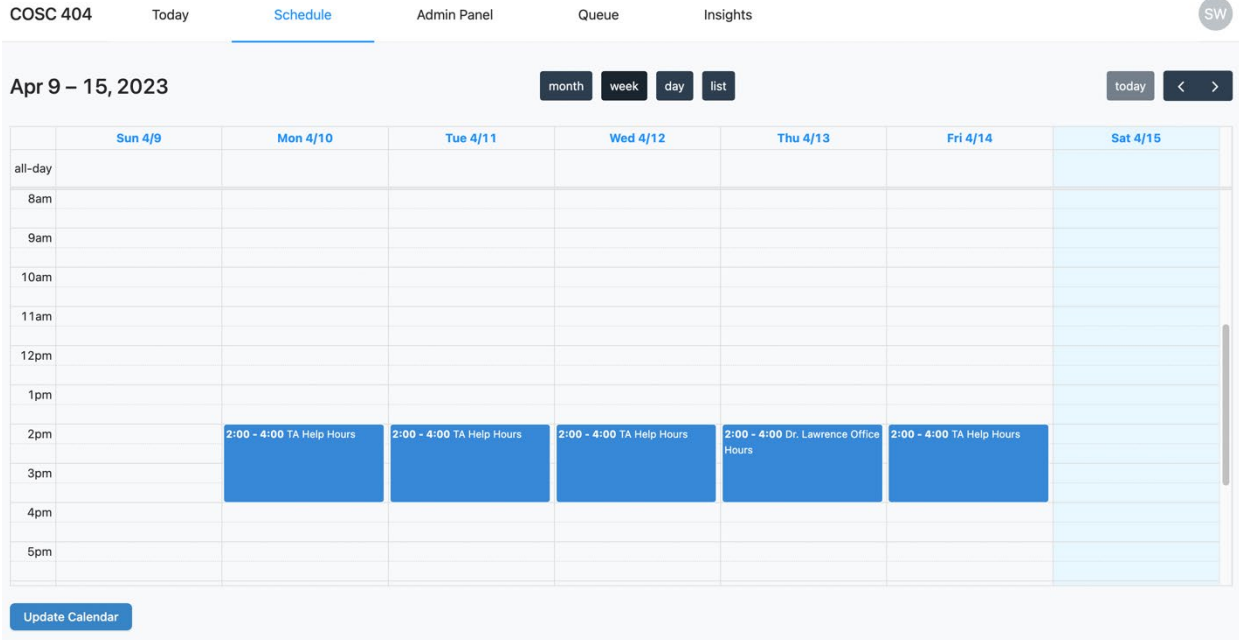 COSC 404 Today Schedule Admin Panel Queue Insights SW
Apr 9 – 15, 2023 month week day list today < >
Sun 4/9 Mon 4/10 Tue 4/11 Wed 4/12 Thu 4/13 Fri 4/14 Sat 4/15
all-day
8am
9am
10am
11am
12pm
1pm
2pm 2:00 - 4:00 TA Help Hours 2:00 - 4:00 TA Help Hours 2:00 - 4:00 TA Help Hours 2:00 - 4:00 Dr. Lawrence Office 2:00 - 4:00 TA Help Hours
Hours
3pm
4pm
5pm
Update Calendar